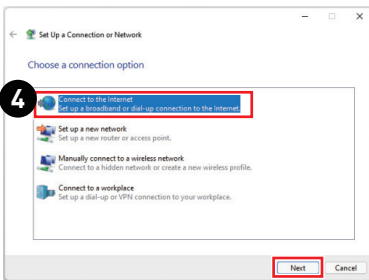 Set Up a Connection or Network
Choose a connection option
4
Connect to the Internet
Set up a broadband or dial-up connection to the Internet.
Set up a new network
Set up a new router or access point.
Manually connect to a wireless network
Connect to a hidden network or create a new wireless profile.
Connect to a workplace
Set up a dial-up or VPN connection to your workplace.
Next
Cancel